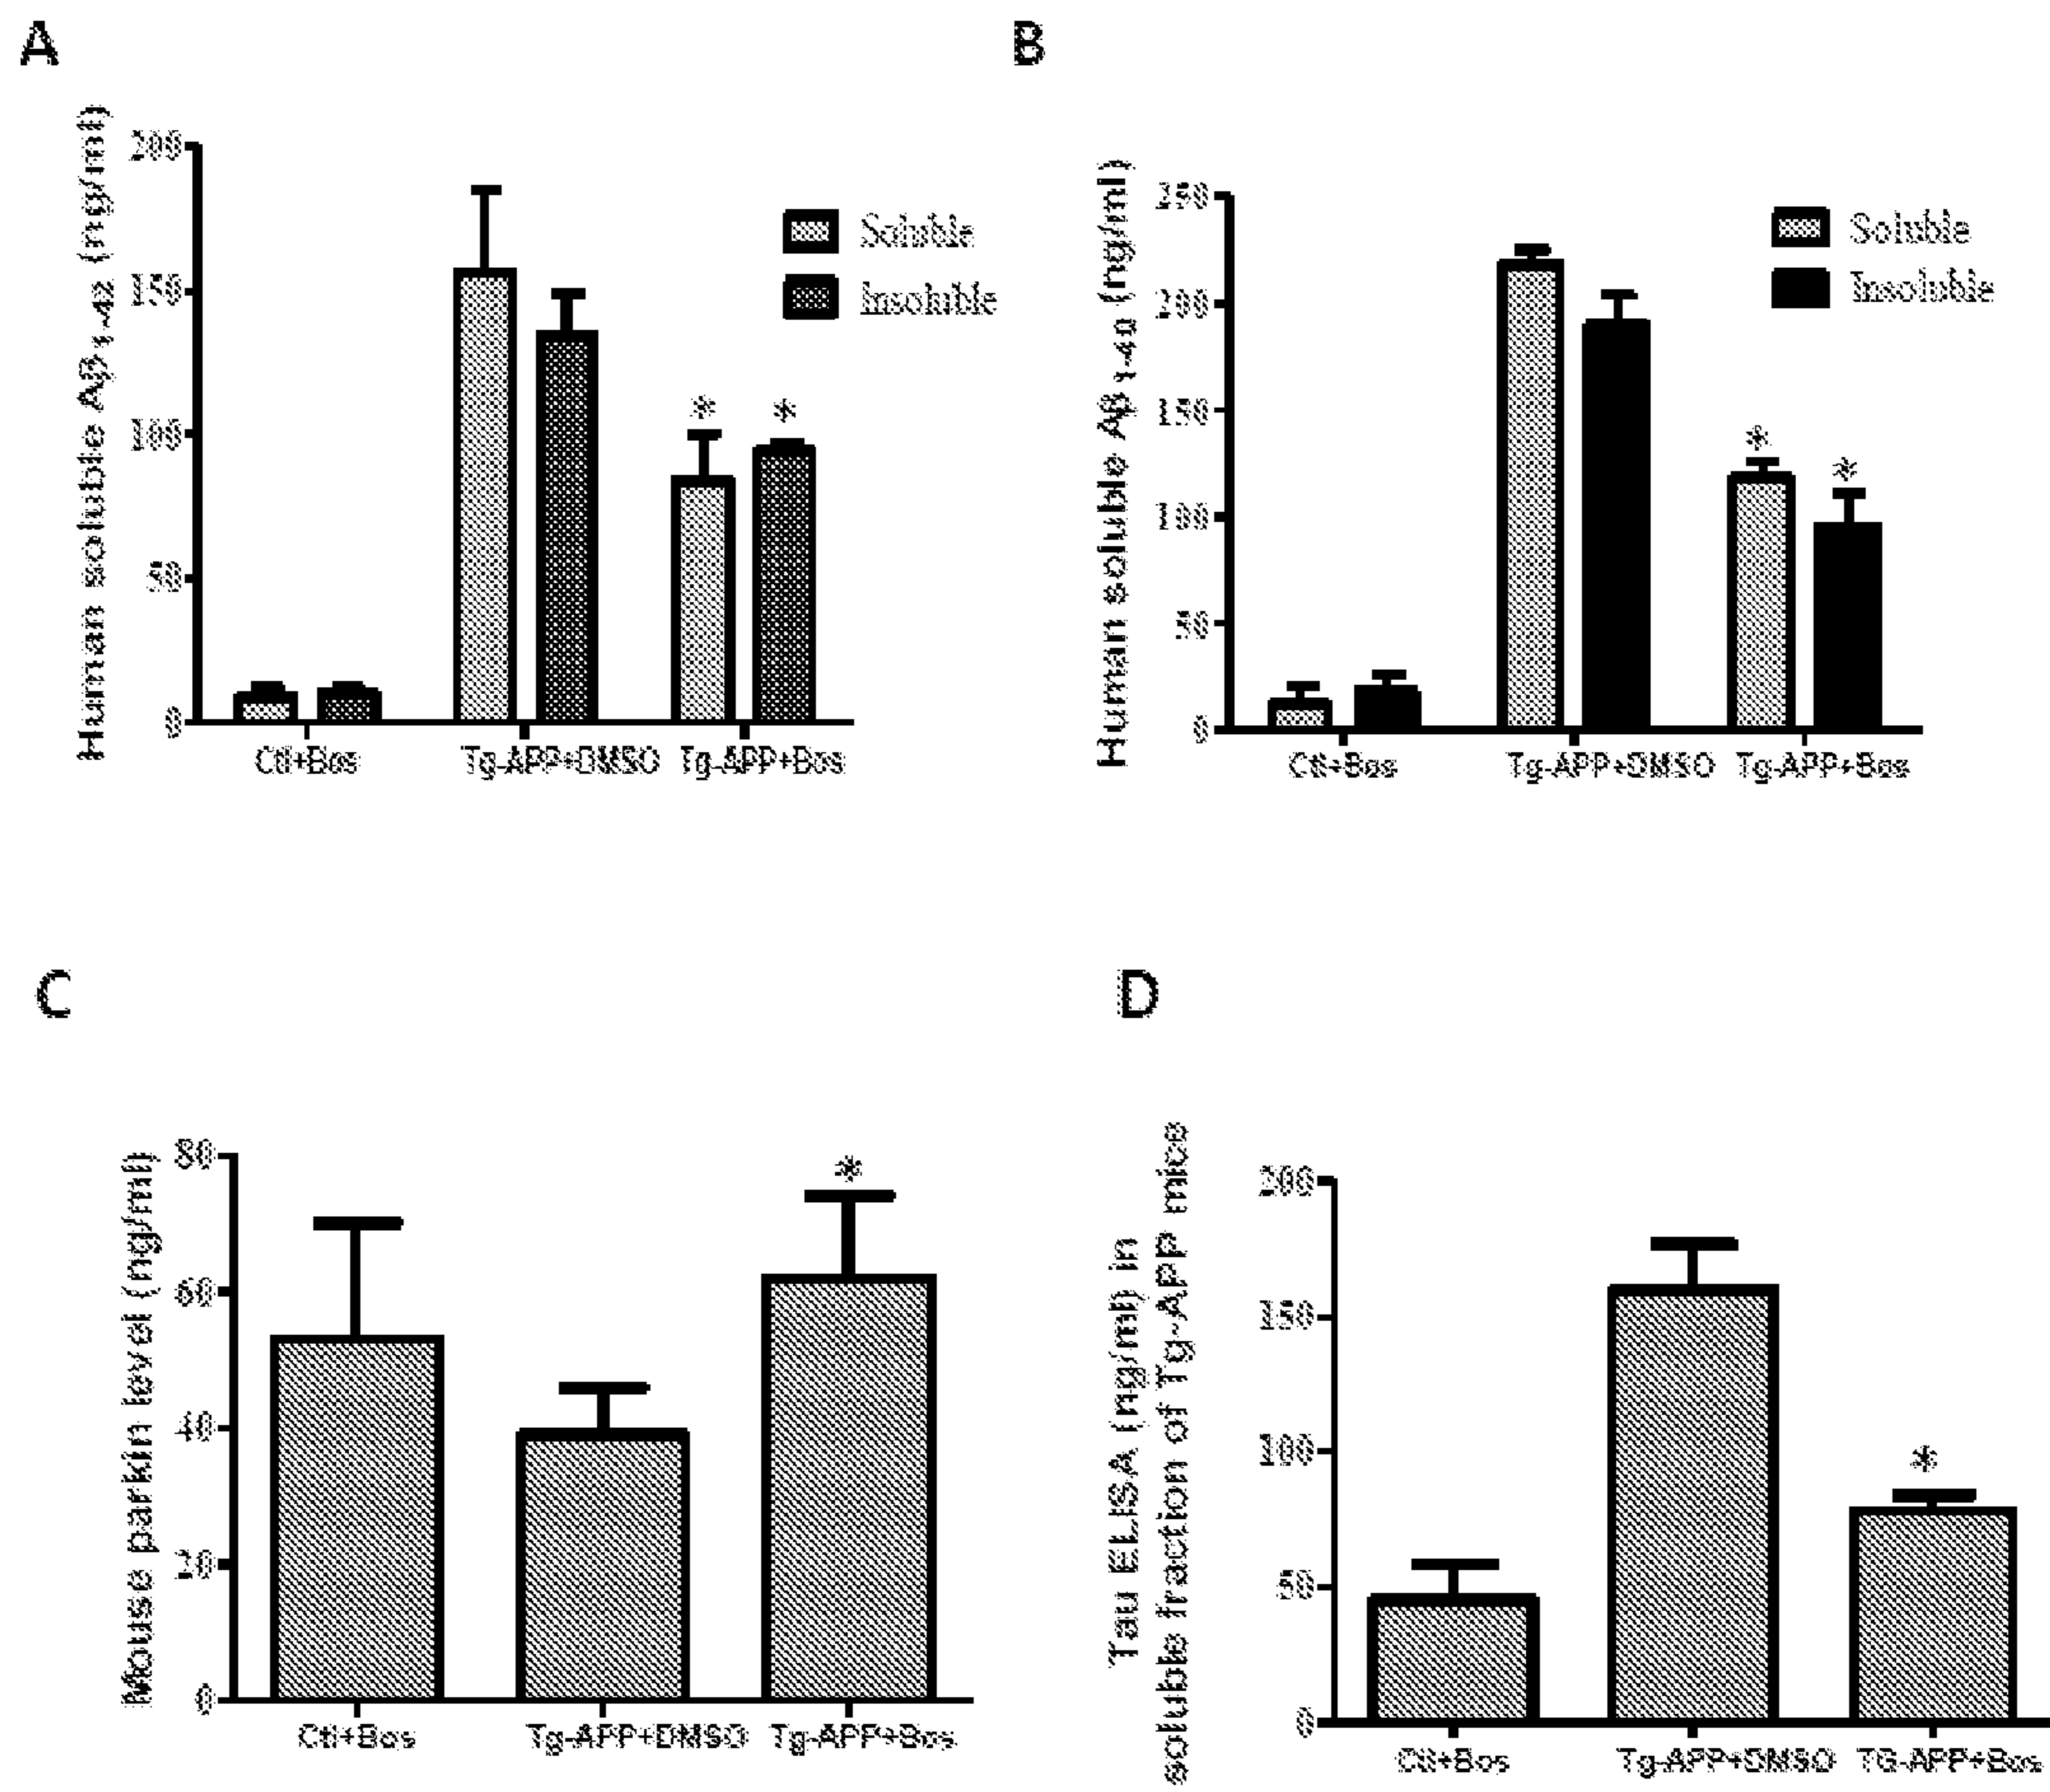 A
Human soluble Aβ1-42 (ng/ml)
200
150
100
50
0
Soluble
Insoluble
*
*
Ctl+Bos
Tg-APP+DMSO
Tg-APP+Bos
B
Human soluble Aβ1-40 (ng/ml)
250
200
150
100
50
0
Soluble
Insoluble
*
*
Ctl+Bos
Tg-APP+DMSO
Tg-APP+Bos
C
Mouse parkin level (ng/ml)
80
60
40
20
0
*
Ctl+Bos
Tg-APP+DMSO
Tg-APP+Bos
D
Tau ELISA (ng/ml) in
soluble fraction of Tg-APP mice
200
150
100
50
0
*
Ctl+Bos
Tg-APP+DMSO
TG-APP+Bos